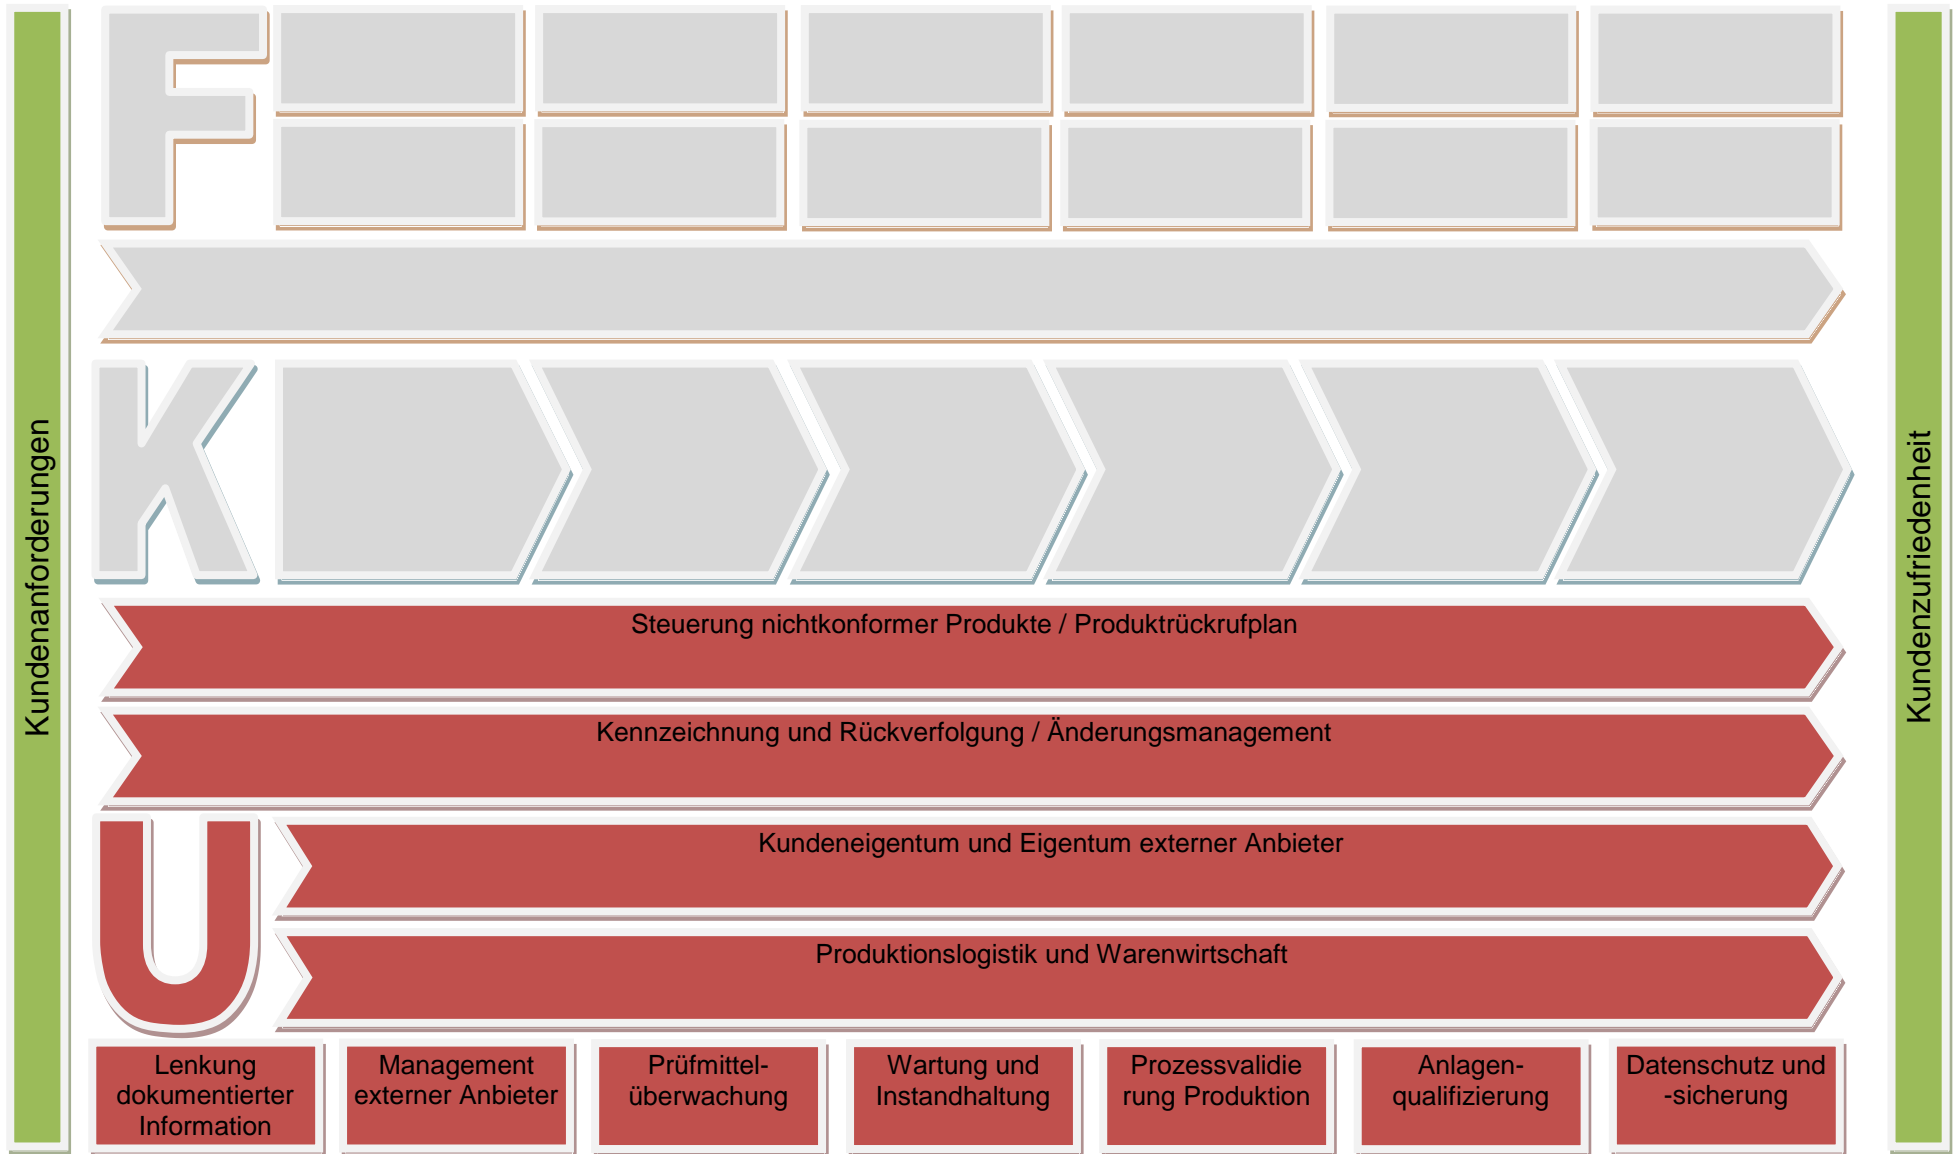 F
K
U
Kundenanforderungen
Steuerung nichtkonformer Produkte / Produktrückrufplan
Kennzeichnung und Rückverfolgung / Änderungsmanagement
Kundeneigentum und Eigentum externer Anbieter
Produktionslogistik und Warenwirtschaft
Lenkung
dokumentierter
Information
Management
externer Anbieter
Prüfmittel-
überwachung
Wartung und
Instandhaltung
Prozessvalidie
rung Produktion
Anlagen-
qualifizierung
Datenschutz und
-sicherung
Kundenzufriedenheit